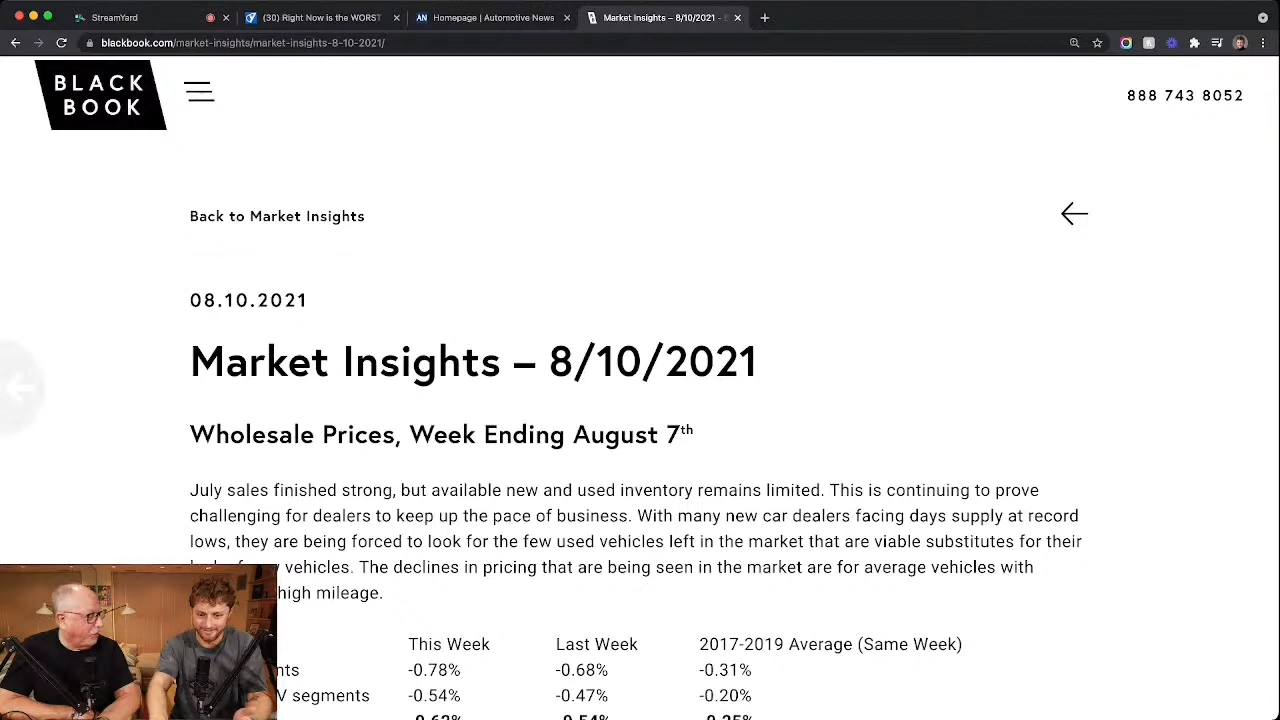 StreamYard
(30) Right Now is the WORST
AN Homepage | Automotive News
Market Insights – 8/10/2021 - E
blackbook.com/market-insights/market-insights-8-10-2021/
BLACK
BOOK
888 743 8052
Back to Market Insights
08.10.2021
Market Insights – 8/10/2021
Wholesale Prices, Week Ending August 7th
July sales finished strong, but available new and used inventory remains limited. This is continuing to prove
challenging for dealers to keep up the pace of business. With many new car dealers facing days supply at record
lows, they are being forced to look for the few used vehicles left in the market that are viable substitutes for their
vehicles. The declines in pricing that are being seen in the market are for average vehicles with
high mileage.
This Week Last Week 2017-2019 Average (Same Week)
nts -0.78% -0.68% -0.31%
V segments -0.54% -0.47% -0.20%